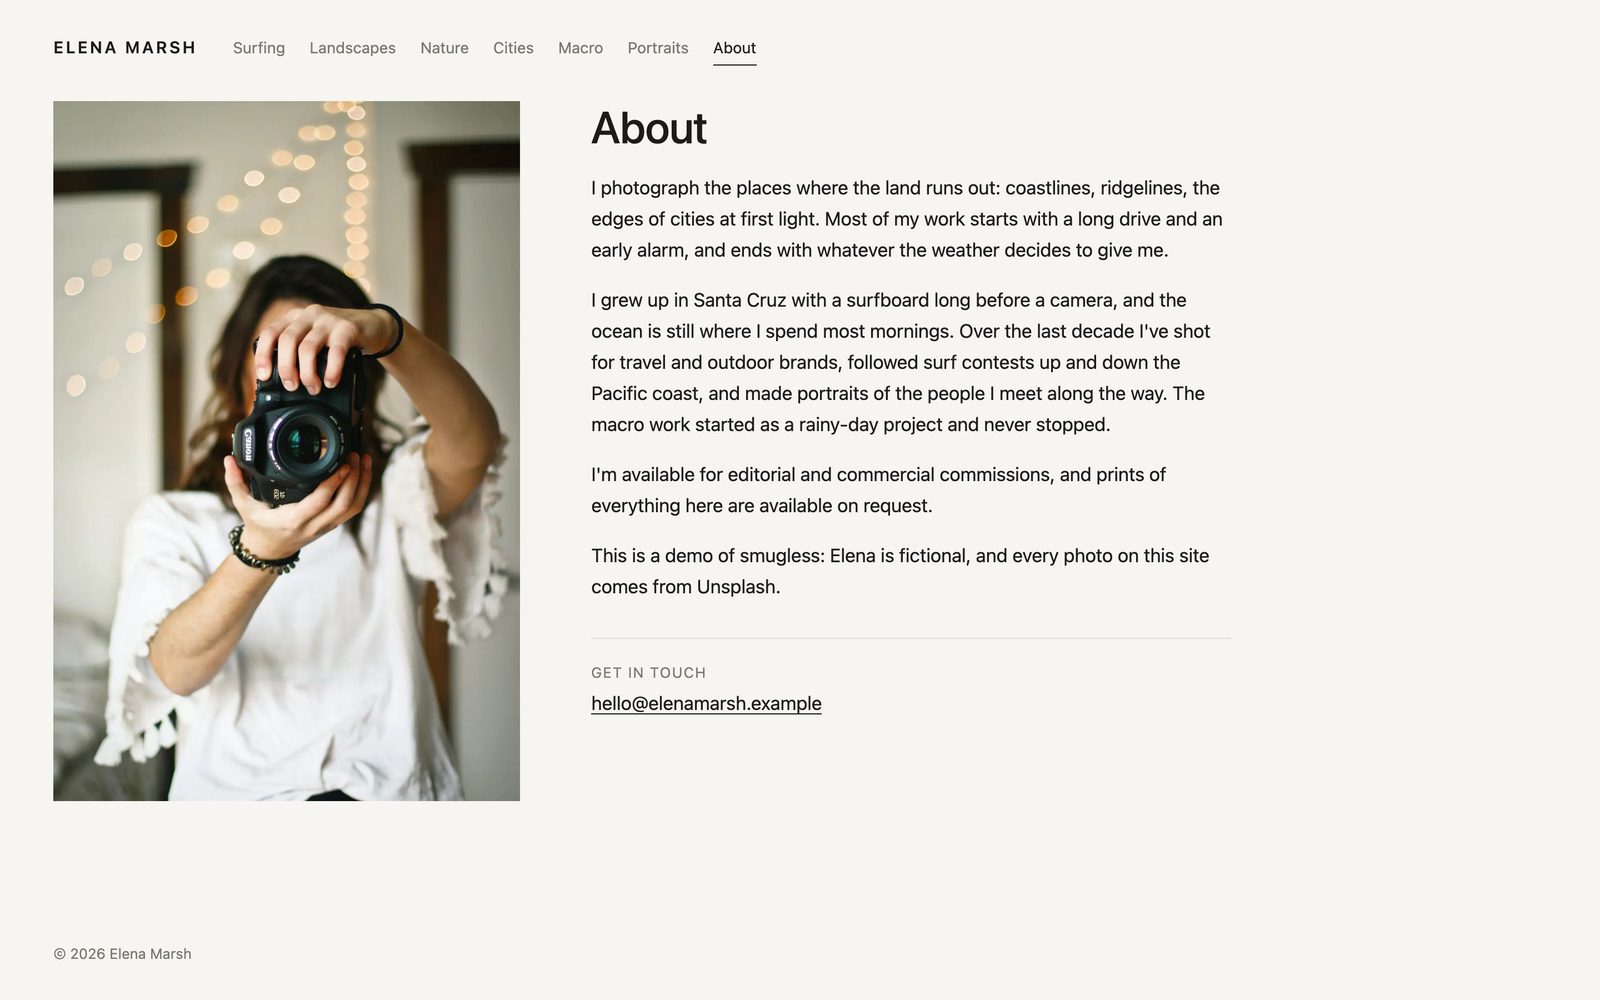 ELENA MARSH Surfing Landscapes Nature Cities Macro Portraits About
Canon
About
I photograph the places where the land runs out: coastlines, ridgelines, the
edges of cities at first light. Most of my work starts with a long drive and an
early alarm, and ends with whatever the weather decides to give me.
I grew up in Santa Cruz with a surfboard long before a camera, and the
ocean is still where I spend most mornings. Over the last decade I've shot
for travel and outdoor brands, followed surf contests up and down the
Pacific coast, and made portraits of the people I meet along the way. The
macro work started as a rainy-day project and never stopped.
I'm available for editorial and commercial commissions, and prints of
everything here are available on request.
This is a demo of smugless: Elena is fictional, and every photo on this site
comes from Unsplash.
GET IN TOUCH
hello@elenamarsh.example
© 2026 Elena Marsh